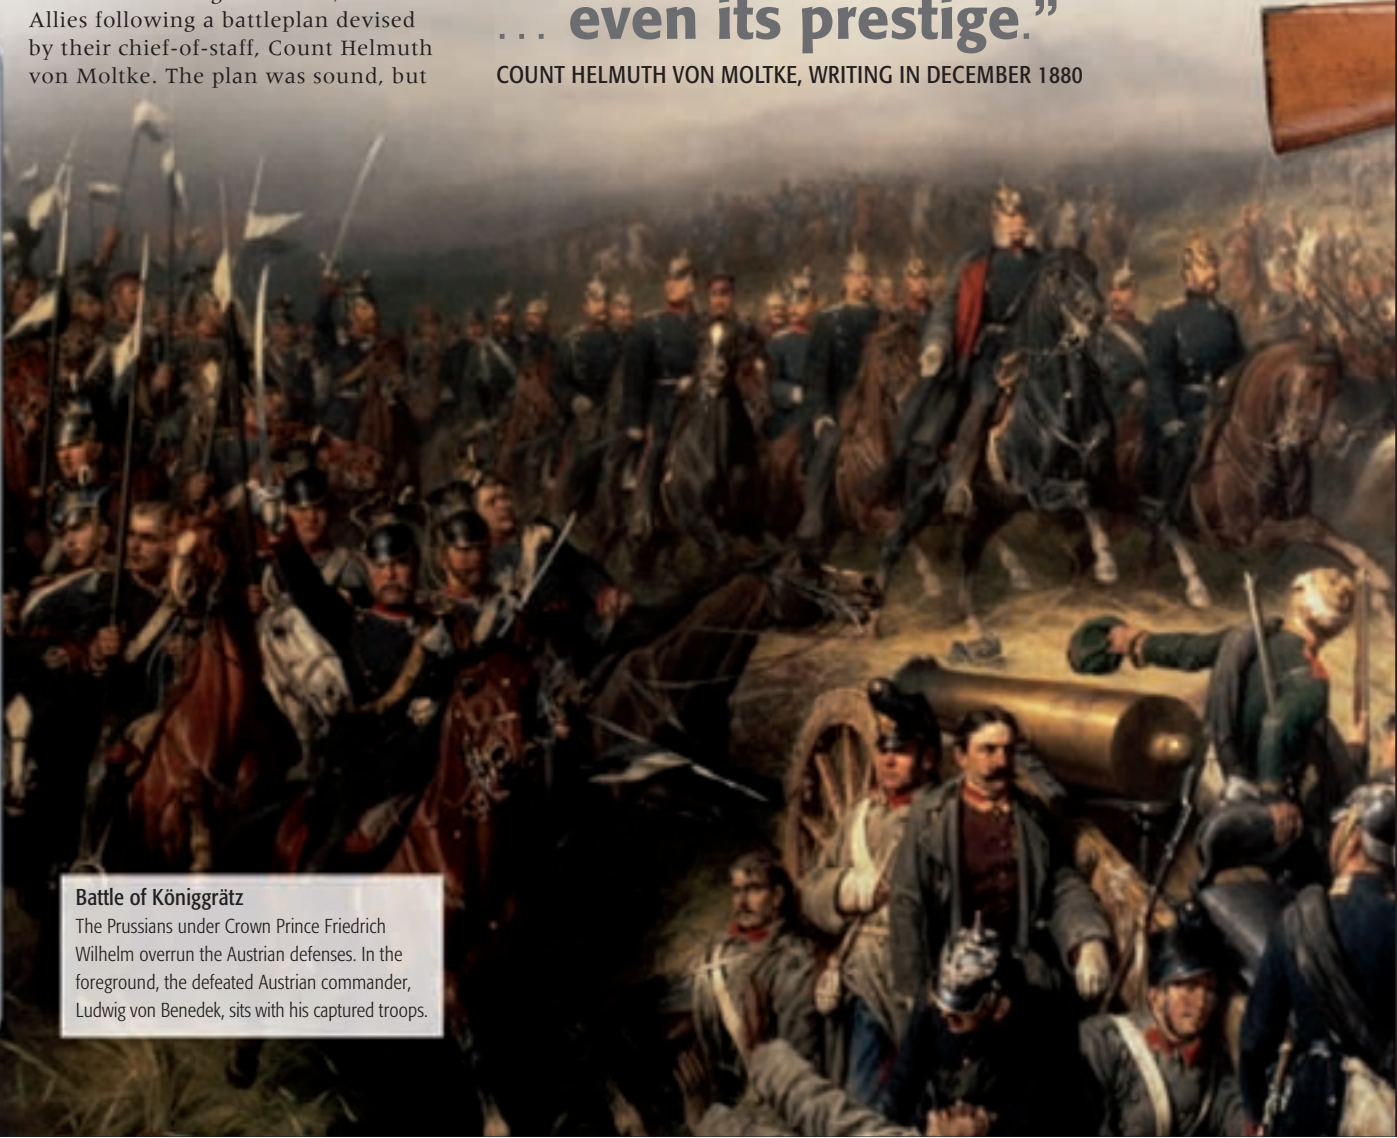 Allies following a battleplan devised
by their chief-of-staff, Count Helmuth
von Moltke. The plan was sound, but
... even its prestige.”
COUNT HELMUTH VON MOLTKE, WRITING IN DECEMBER 1880
Battle of Königgrätz
The Prussians under Crown Prince Friedrich
Wilhelm overrun the Austrian defenses. In the
foreground, the defeated Austrian commander,
Ludwig von Benedek, sits with his captured troops.